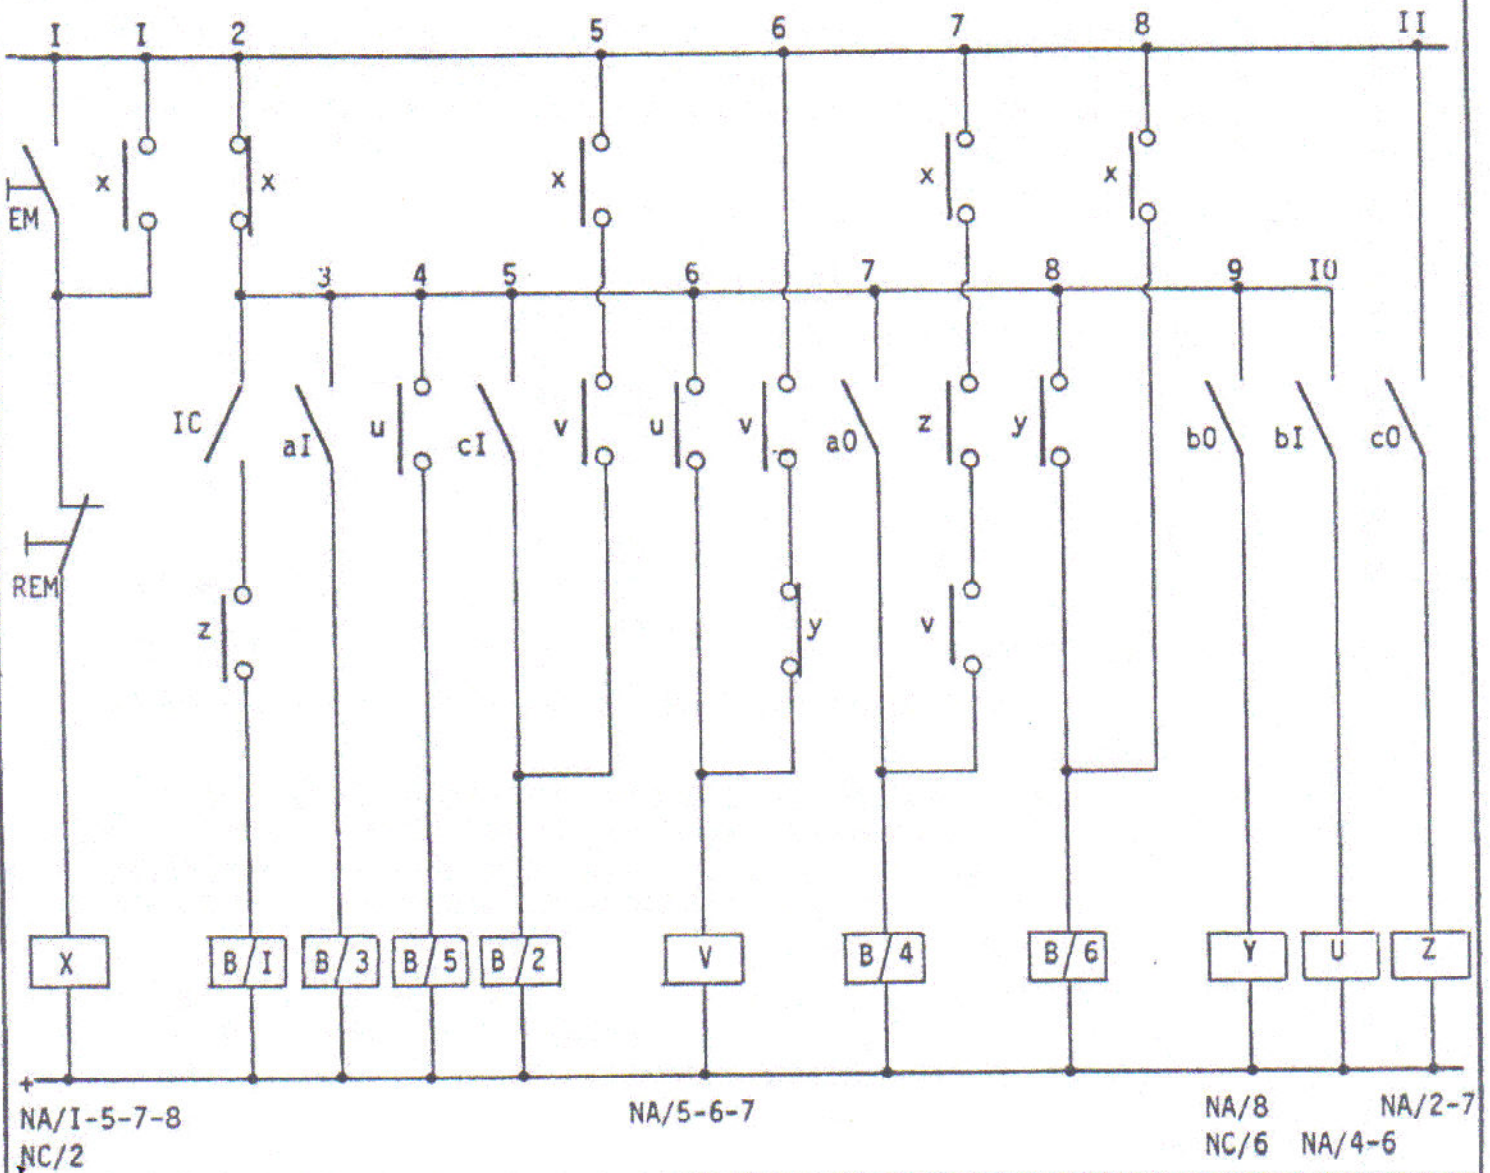 I I 2 5 6 7 8 II
x x x x x
EM
3 4 5 6 7 8 9 I0
IC aI u cI v u v a0 z y b0 bI c0
REM
z y v
X B/I B/3 B/5 B/2 V B/4 B/6 Y U Z
+
NA/I-5-7-8 NA/5-6-7 NA/8 NA/2-7
NC/2 NC/6 NA/4-6